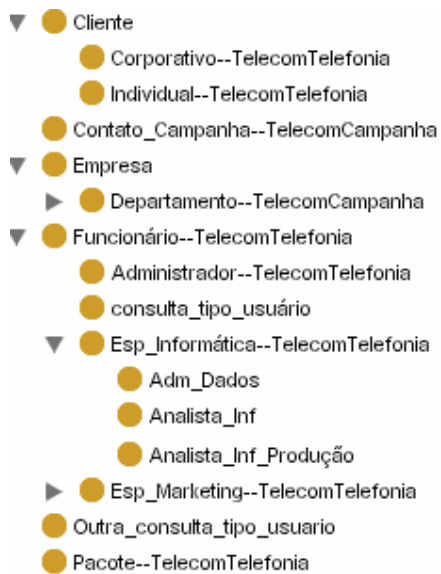 Cliente
Corporativo--TelecomTelefonia
Individual--TelecomTelefonia
Contato_Campanha--TelecomCampanha
Empresa
Departamento--TelecomCampanha
Funcionário--TelecomTelefonia
Administrador--TelecomTelefonia
consulta_tipo_usuário
Esp_Informática--TelecomTelefonia
Adm_Dados
Analista_Inf
Analista_Inf_Produção
Esp_Marketing--TelecomTelefonia
Outra_consulta_tipo_usuario
Pacote--TelecomTelefonia